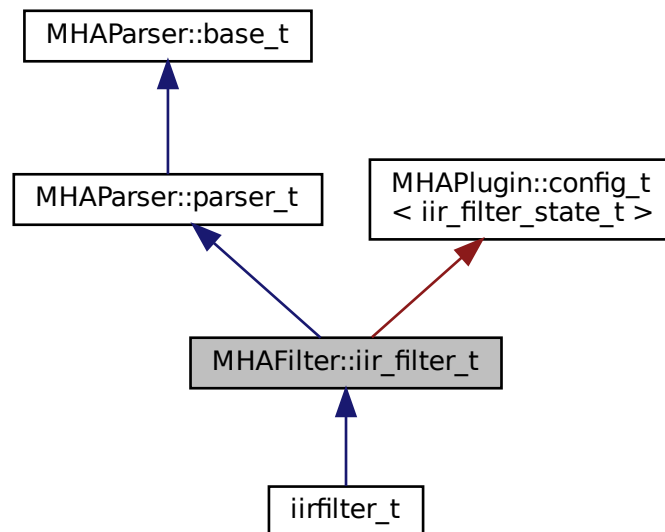 MHAParser::base_t
MHAParser::parser_t
MHAPlugin::config_t
< iir_filter_state_t >
MHAFilter::iir_filter_t
iirfilter_t